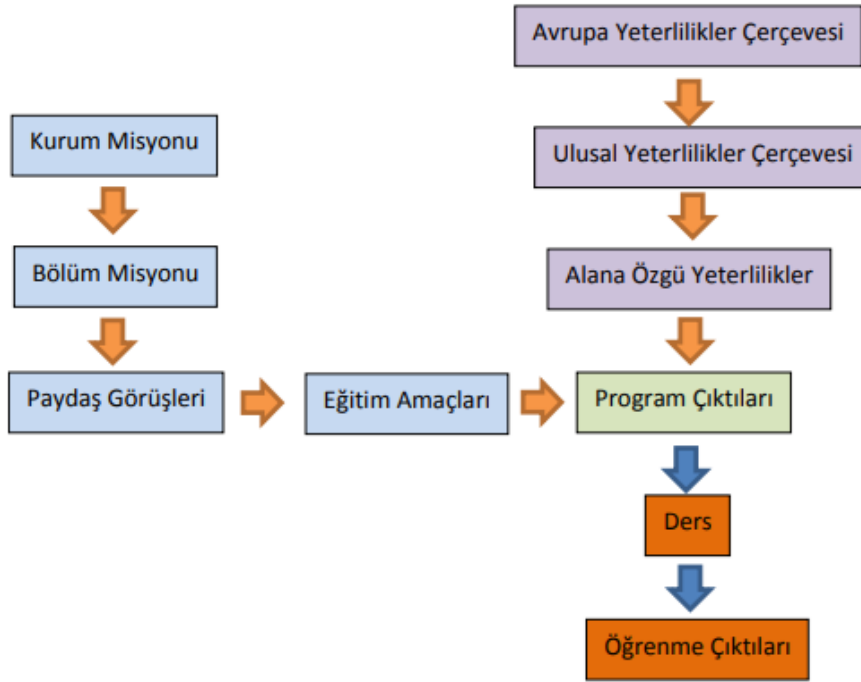 Avrupa Yeterlilikler Çerçevesi
Kurum Misyonu
Ulusal Yeterlilikler Çerçevesi
Bölüm Misyonu
Alana Özgü Yeterlilikler
Paydaş Görüşleri
Eğitim Amaçları
Program Çıktıları
Ders
Öğrenme Çıktıları